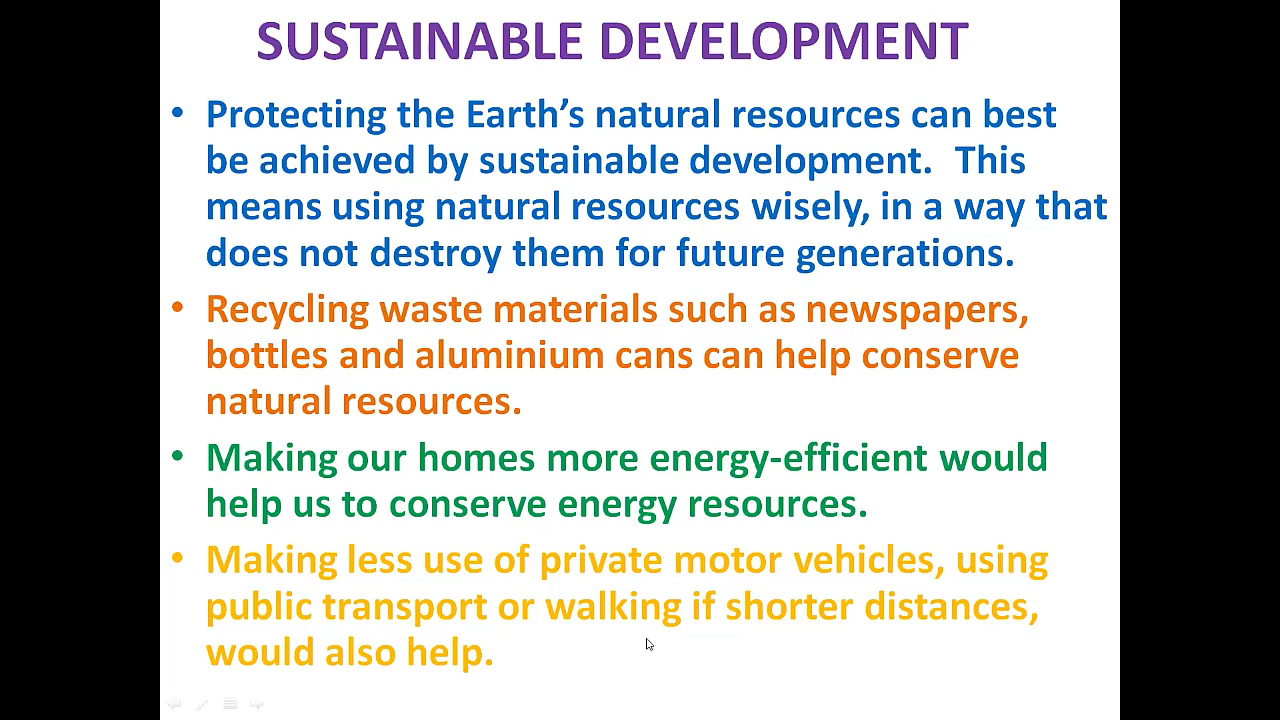 SUSTAINABLE DEVELOPMENT
• Protecting the Earth’s natural resources can best
be achieved by sustainable development.  This
means using natural resources wisely, in a way that
does not destroy them for future generations.
• Recycling waste materials such as newspapers,
bottles and aluminium cans can help conserve
natural resources.
• Making our homes more energy-efficient would
help us to conserve energy resources.
• Making less use of private motor vehicles, using
public transport or walking if shorter distances,
would also help.